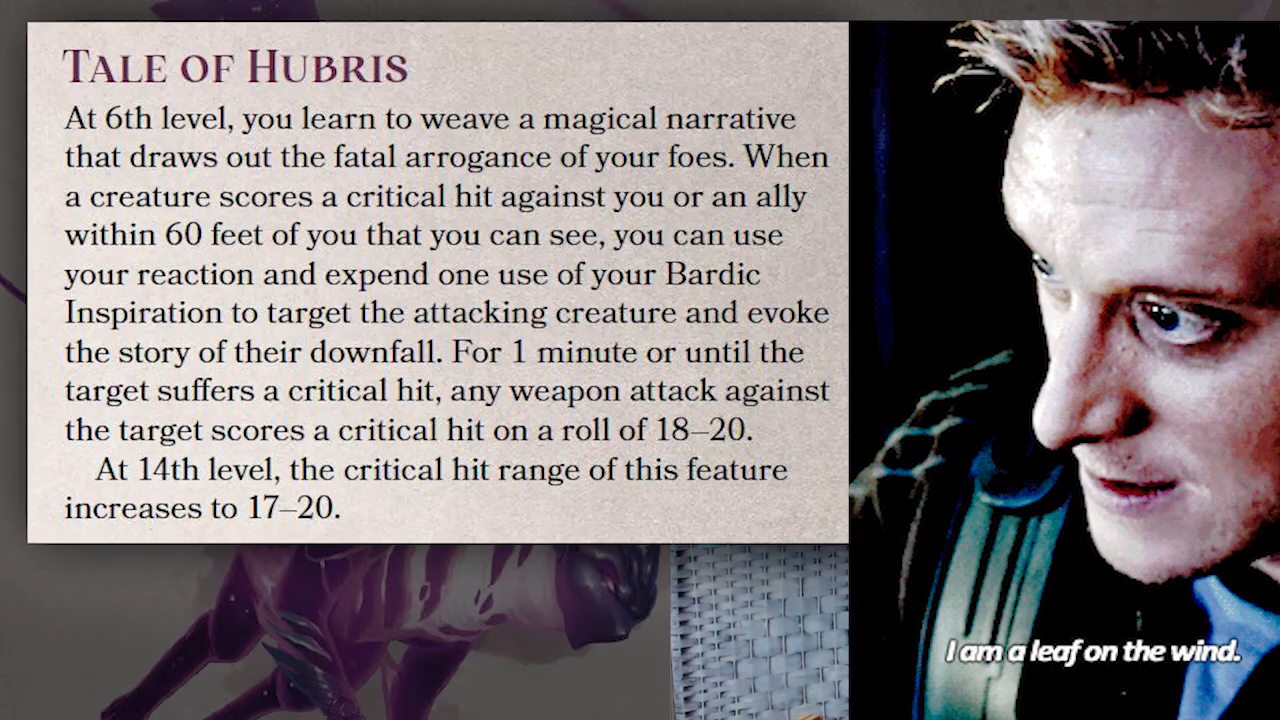 TALE OF HUBRIS
At 6th level, you learn to weave a magical narrative
that draws out the fatal arrogance of your foes. When
a creature scores a critical hit against you or an ally
within 60 feet of you that you can see, you can use
your reaction and expend one use of your Bardic
Inspiration to target the attacking creature and evoke
the story of their downfall. For 1 minute or until the
target suffers a critical hit, any weapon attack against
the target scores a critical hit on a roll of 18–20.
At 14th level, the critical hit range of this feature
increases to 17–20.
I am a leaf on the wind.